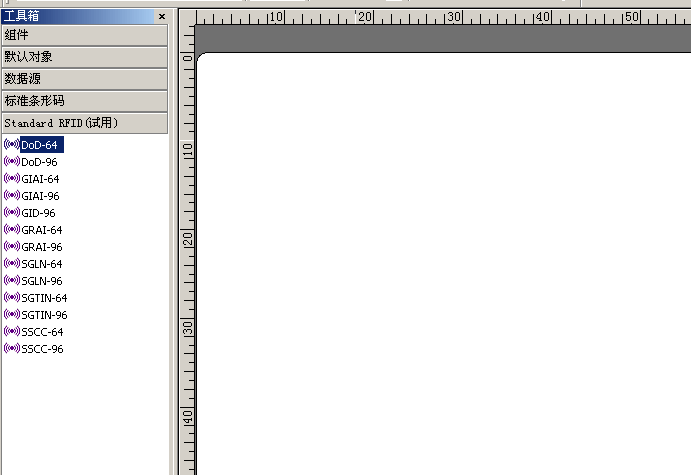 工具箱
组件
默认对象
数据源
标准条形码
Standard RFID(试用)
DoD-64
DoD-96
GIAI-64
GIAI-96
GID-96
GRAI-64
GRAI-96
SGLN-64
SGLN-96
SGTIN-64
SGTIN-96
SSCC-64
SSCC-96
10 20 30 40 50
0
10
20
30
40